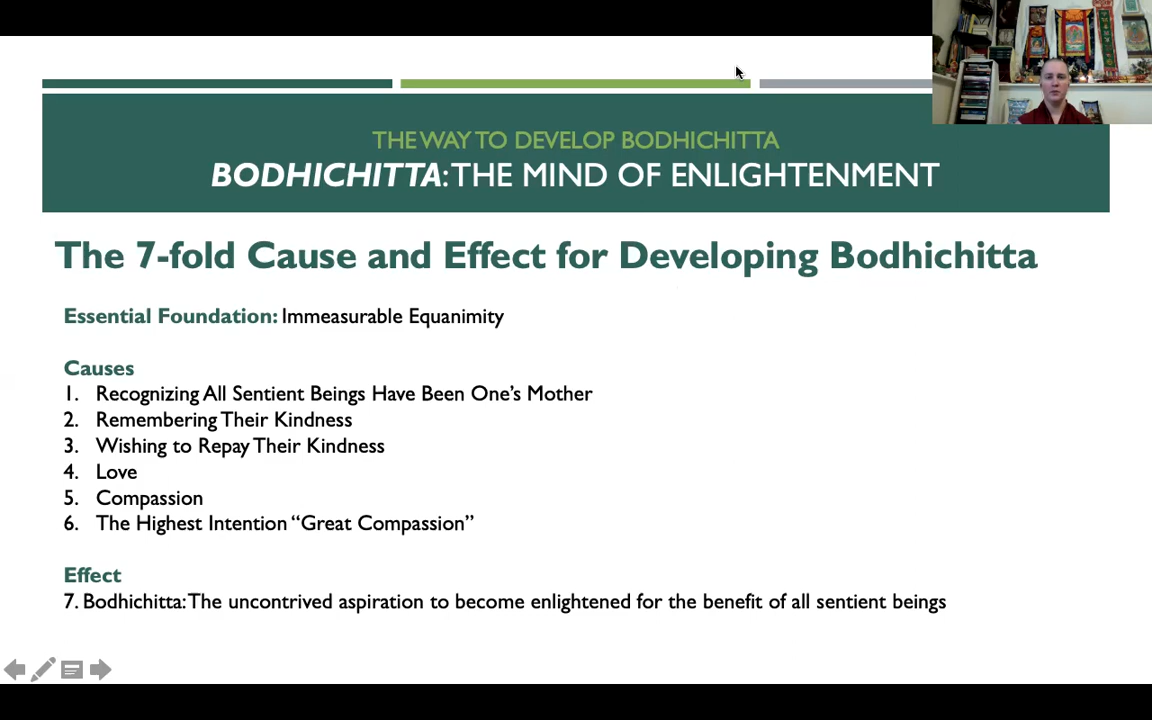 THE WAY TO DEVELOP BODHICHITTA
BODHICHITTA: THE MIND OF ENLIGHTENMENT
The 7-fold Cause and Effect for Developing Bodhichitta
Essential Foundation: Immeasurable Equanimity
Causes
1. Recognizing All Sentient Beings Have Been One’s Mother
2. Remembering Their Kindness
3. Wishing to Repay Their Kindness
4. Love
5. Compassion
6. The Highest Intention “Great Compassion”
Effect
7. Bodhichitta: The uncontrived aspiration to become enlightened for the benefit of all sentient beings